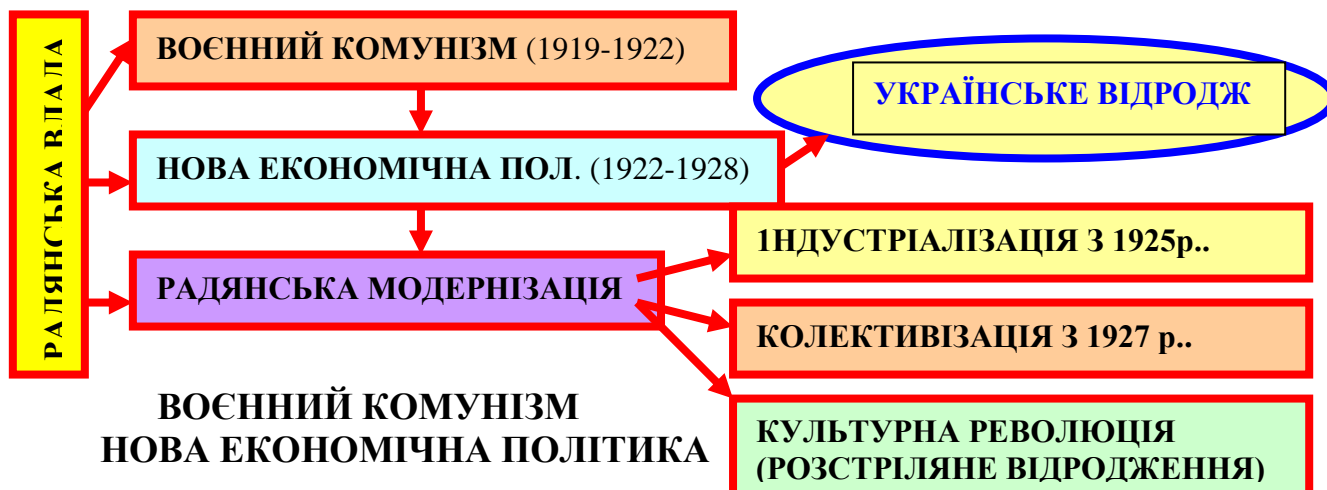 РАДЯНСЬКА ВЛАДА
ВОЄННИЙ КОМУНІЗМ (1919-1922)
УКРАЇНСЬКЕ ВІДРОДЖ
НОВА ЕКОНОМІЧНА ПОЛ. (1922-1928)
1НДУСТРІАЛІЗАЦІЯ З 1925р..
РАДЯНСЬКА МОДЕРНІЗАЦІЯ
КОЛЕКТИВІЗАЦІЯ З 1927 р..
ВОЄННИЙ КОМУНІЗМ
НОВА ЕКОНОМІЧНА ПОЛІТИКА
КУЛЬТУРНА РЕВОЛЮЦІЯ
(РОЗСТРІЛЯНЕ ВІДРОДЖЕННЯ)